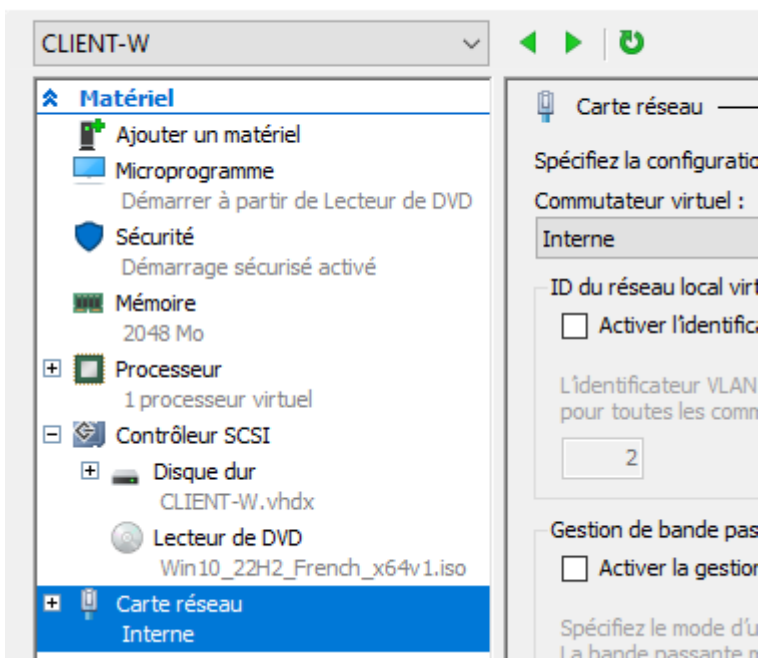 CLIENT-W
Matériel
Ajouter un matériel
Microprogramme
Démarrer à partir de Lecteur de DVD
Sécurité
Démarrage sécurisé activé
Mémoire
2048 Mo
Processeur
1 processeur virtuel
Contrôleur SCSI
Disque dur
CLIENT-W.vhdx
Lecteur de DVD
Win10_22H2_French_x64v1.iso
Carte réseau
Interne
Carte réseau
Spécifiez la configuratio
Commutateur virtuel :
Interne
ID du réseau local virt
Activer l'identifica
L'identificateur VLAN
pour toutes les comm
2
Gestion de bande pas
Activer la gestion
Spécifiez le mode d'u
La bande passante m